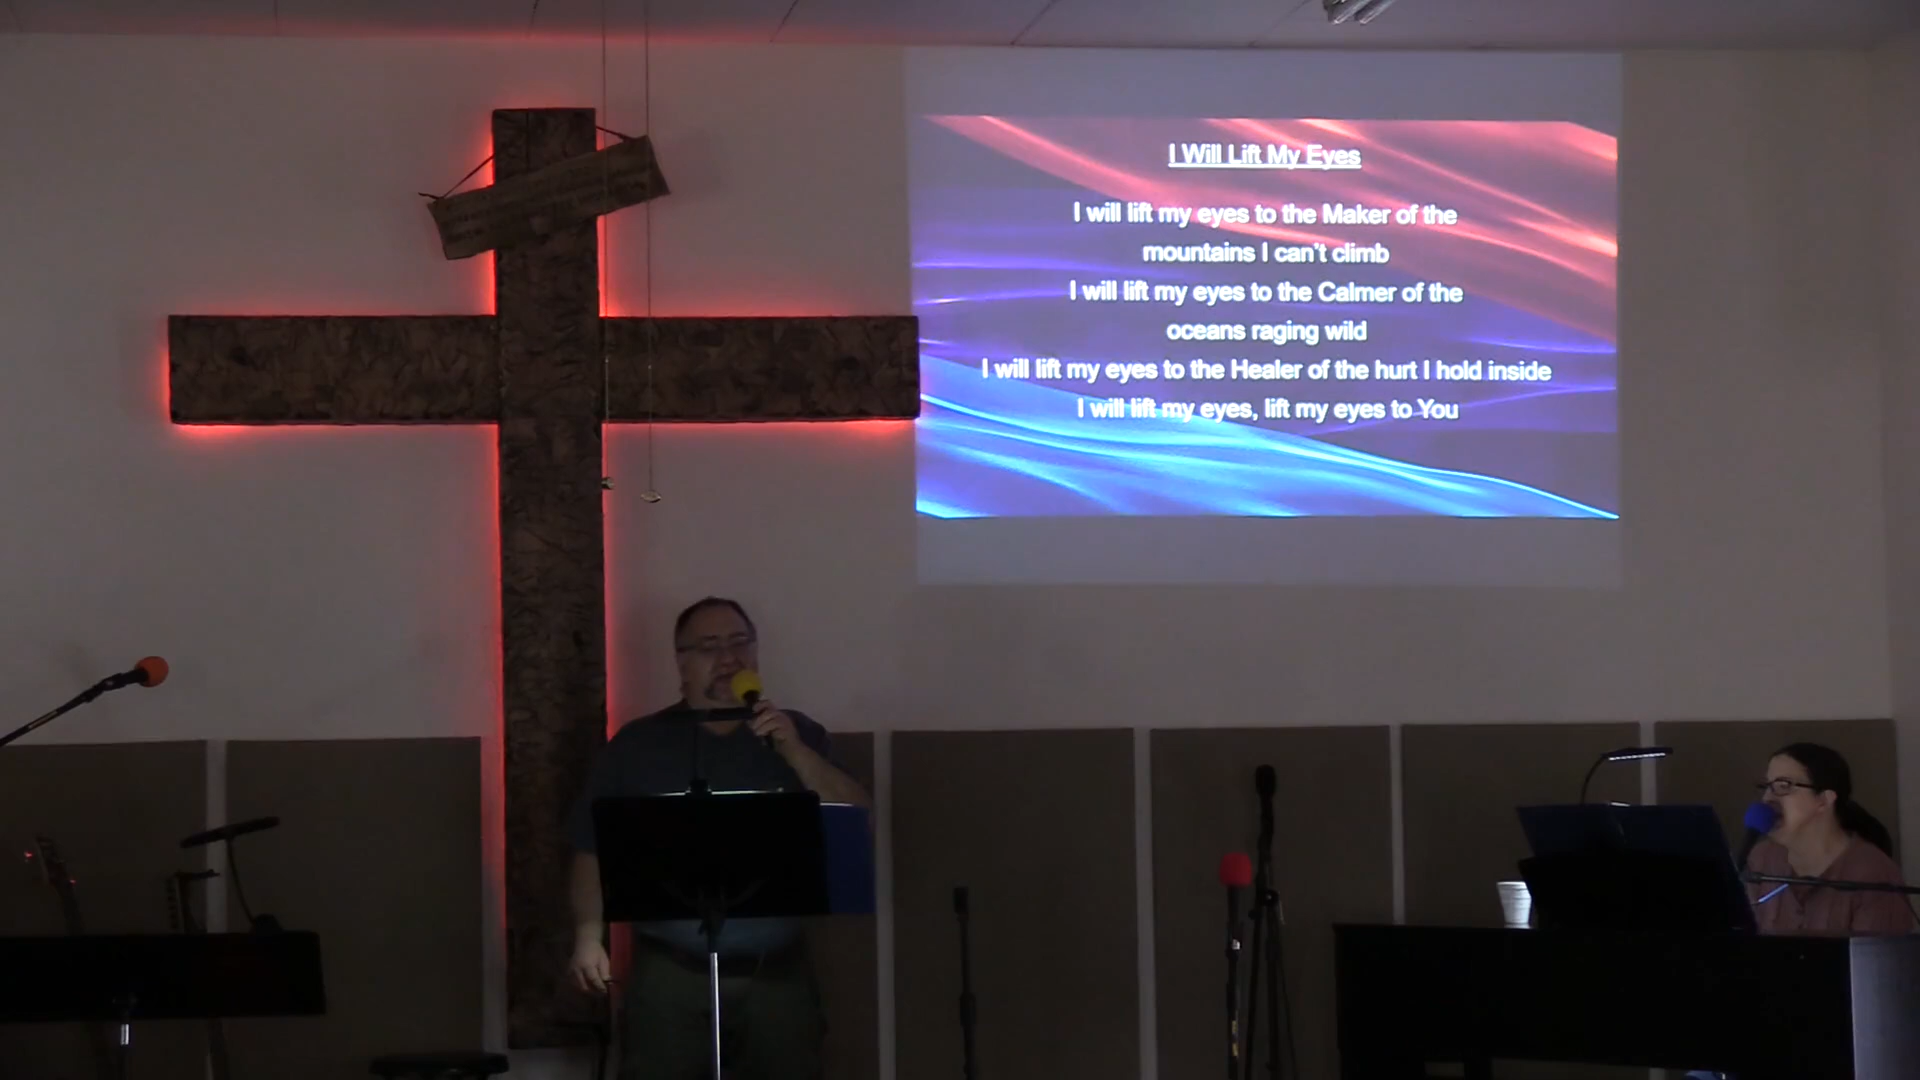 I Will Lift My Eyes
I will lift my eyes to the Maker of the
mountains I can't climb
I will lift my eyes to the Calmer of the
oceans raging wild
I will lift my eyes to the Healer of the hurt I hold inside
I will lift my eyes, lift my eyes to You